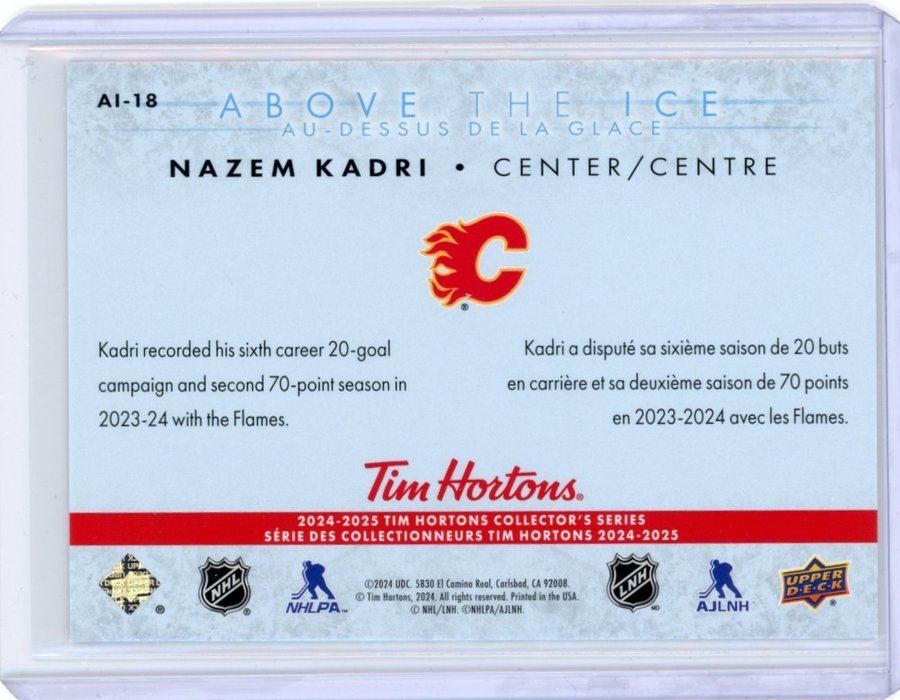 AI-18
ABOVE THE ICE
AU-DESSUS DE LA GLACE
NAZEM KADRI • CENTER/CENTRE
C
®
Kadri recorded his sixth career 20-goal
campaign and second 70-point season in
2023-24 with the Flames.
Kadri a disputé sa sixième saison de 20 buts
en carrière et sa deuxième saison de 70 points
en 2023-2024 avec les Flames.
Tim Hortons®
2024-2025 TIM HORTONS COLLECTOR'S SERIES
SÉRIE DES COLLECTIONNEURS TIM HORTONS 2024-2025
®
NHL
®
NHLPA™
©2024 UDC. 5830 El Camino Real, Carlsbad, CA 92008.
© Tim Hortons, 2024. All rights reserved. Printed in the USA.
© NHL/LNH. ©NHLPA/AJLNH.
LNH
MD
AJLNH
UPPER
D·E·C·K
®